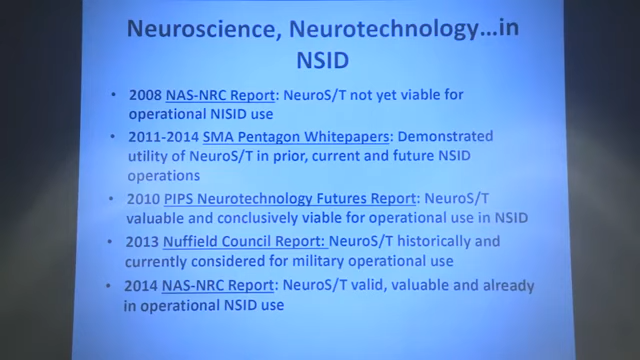 Neuroscience, Neurotechnology...in
NSID
• 2008 NAS-NRC Report: NeuroS/T not yet viable for
operational NISID use
• 2011-2014 SMA Pentagon Whitepapers: Demonstrated
utility of NeuroS/T in prior, current and future NSID
operations
• 2010 PIPS Neurotechnology Futures Report: NeuroS/T
valuable and conclusively viable for operational use in NSID
• 2013 Nuffield Council Report: NeuroS/T historically and
currently considered for military operational use
• 2014 NAS-NRC Report: NeuroS/T valid, valuable and already
in operational NSID use